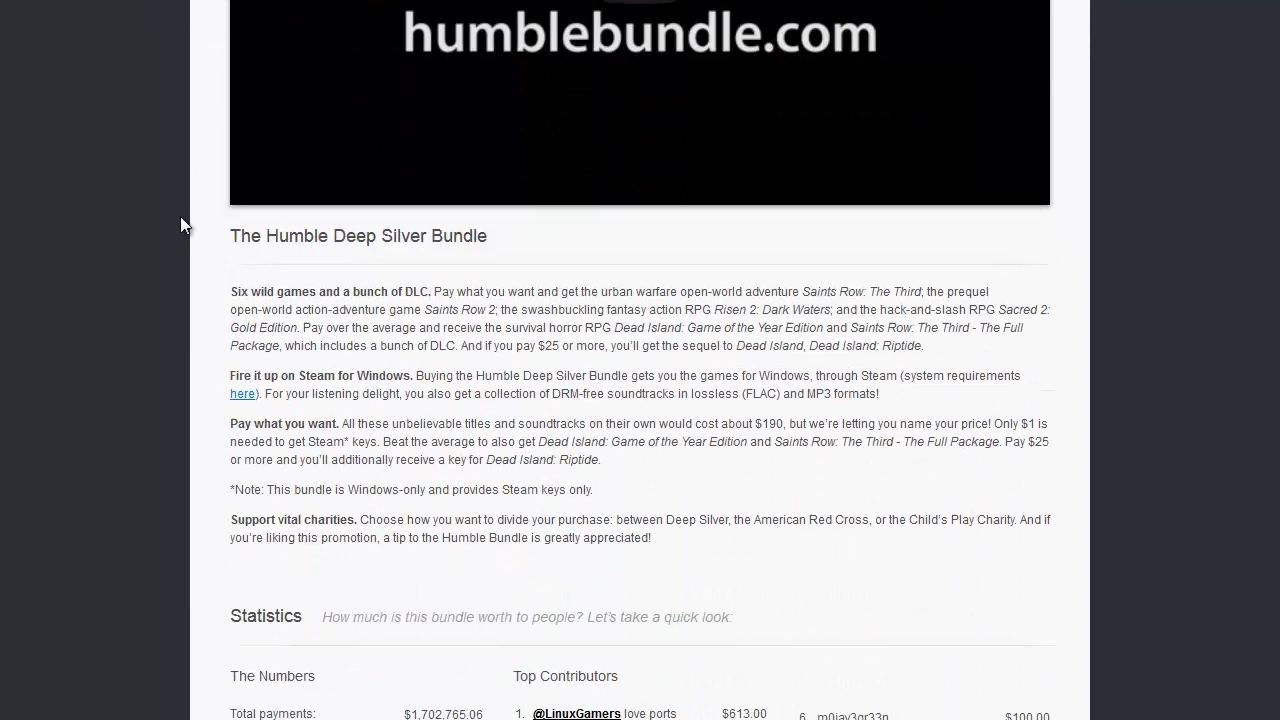 humblebundle.com
The Humble Deep Silver Bundle
Six wild games and a bunch of DLC. Pay what you want and get the urban warfare open-world adventure Saints Row: The Third; the prequel
open-world action-adventure game Saints Row 2; the swashbuckling fantasy action RPG Risen 2: Dark Waters; and the hack-and-slash RPG Sacred 2:
Gold Edition. Pay over the average and receive the survival horror RPG Dead Island: Game of the Year Edition and Saints Row: The Third - The Full
Package, which includes a bunch of DLC. And if you pay $25 or more, you'll get the sequel to Dead Island, Dead Island: Riptide.
Fire it up on Steam for Windows. Buying the Humble Deep Silver Bundle gets you the games for Windows, through Steam (system requirements
here). For your listening delight, you also get a collection of DRM-free soundtracks in lossless (FLAC) and MP3 formats!
Pay what you want. All these unbelievable titles and soundtracks on their own would cost about $190, but we're letting you name your price! Only $1 is
needed to get Steam* keys. Beat the average to also get Dead Island: Game of the Year Edition and Saints Row: The Third - The Full Package. Pay $25
or more and you'll additionally receive a key for Dead Island: Riptide.
*Note: This bundle is Windows-only and provides Steam keys only.
Support vital charities. Choose how you want to divide your purchase: between Deep Silver, the American Red Cross, or the Child's Play Charity. And if
you're liking this promotion, a tip to the Humble Bundle is greatly appreciated!
Statistics How much is this bundle worth to people? Let's take a quick look:
The Numbers Top Contributors
Total payments: $1,702,765.06 1. @LinuxGamers love ports $613.00 6. m0jay3gr33n $100.00